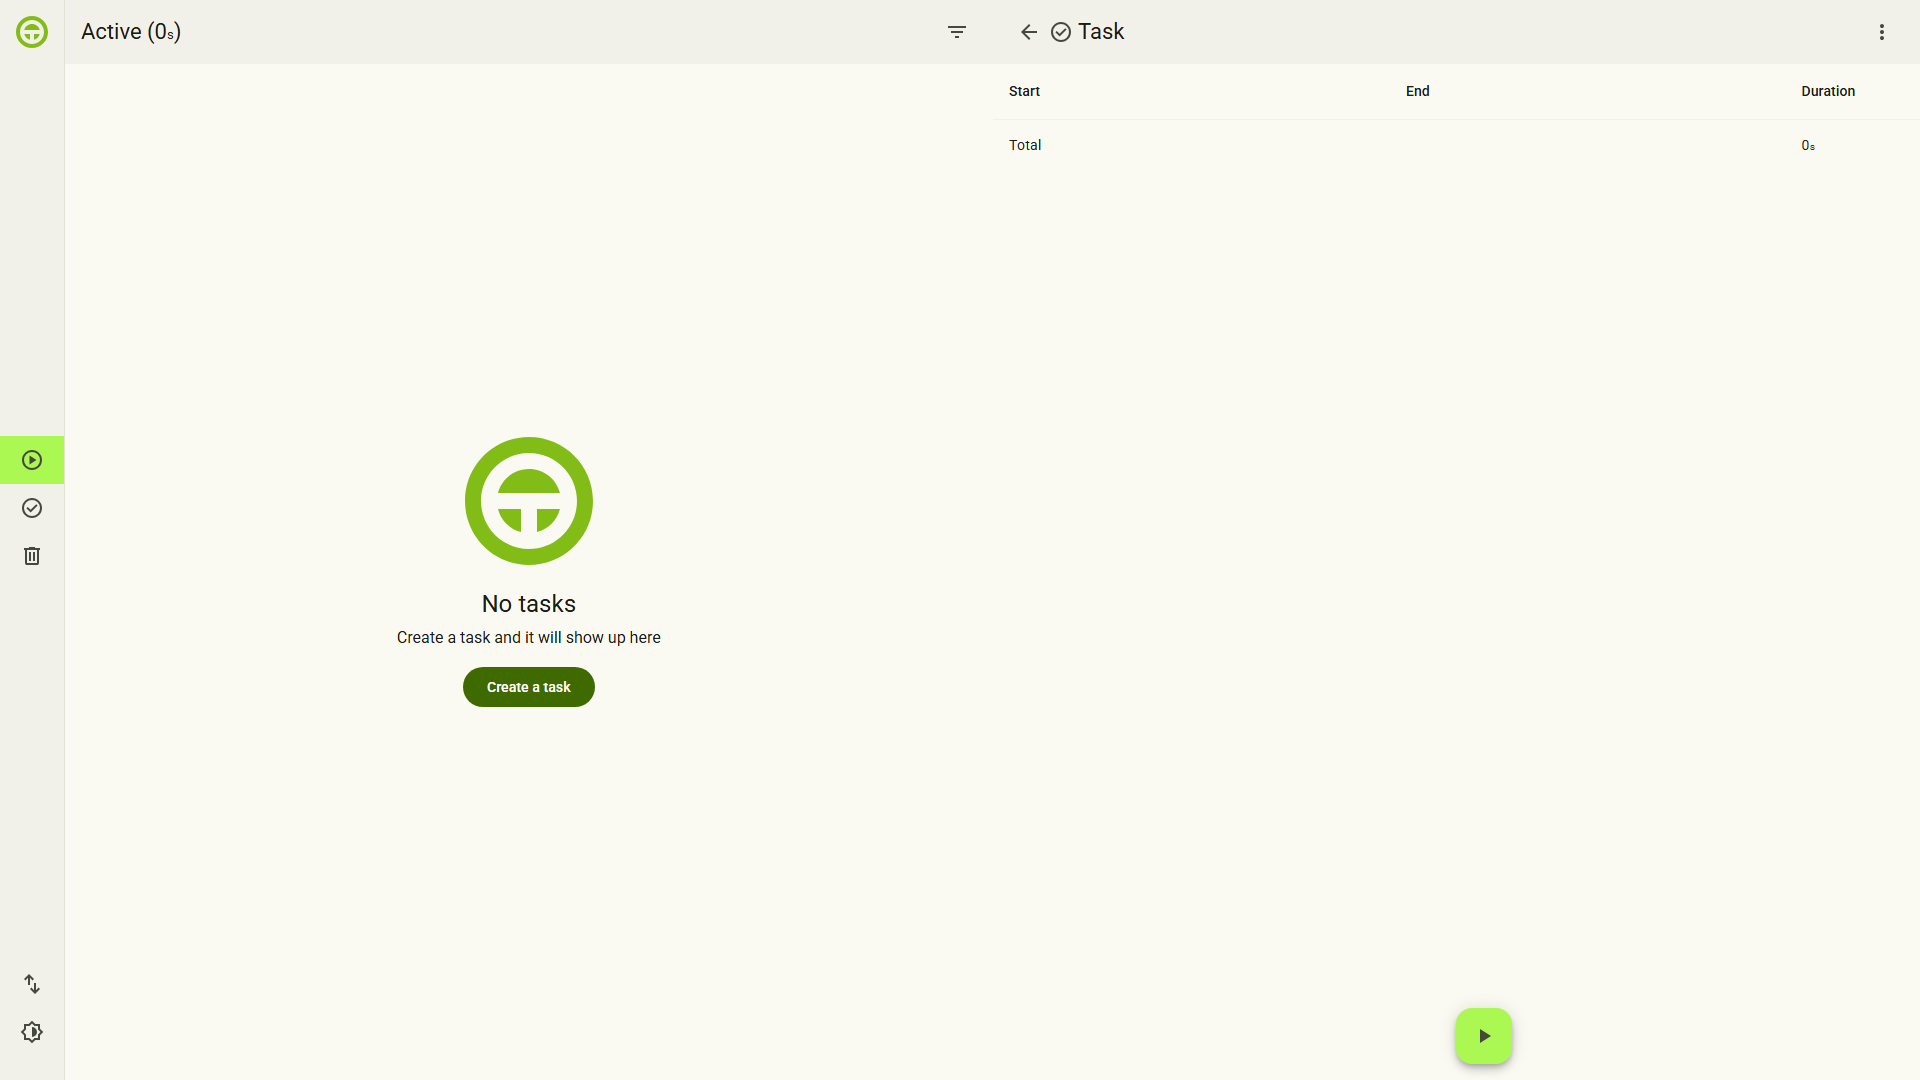 Active (0s)
Task
Start End Duration
Total 0s
No tasks
Create a task and it will show up here
Create a task